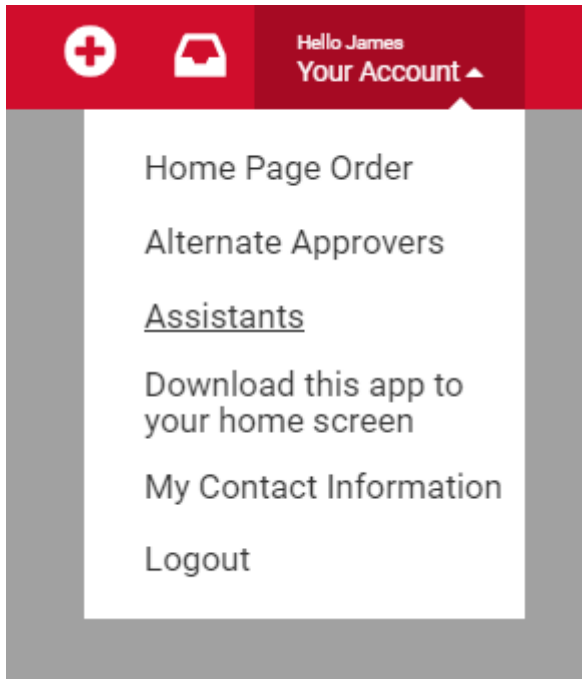 Hello James
Your Account
Home Page Order
Alternate Approvers
Assistants
Download this app to
your home screen
My Contact Information
Logout